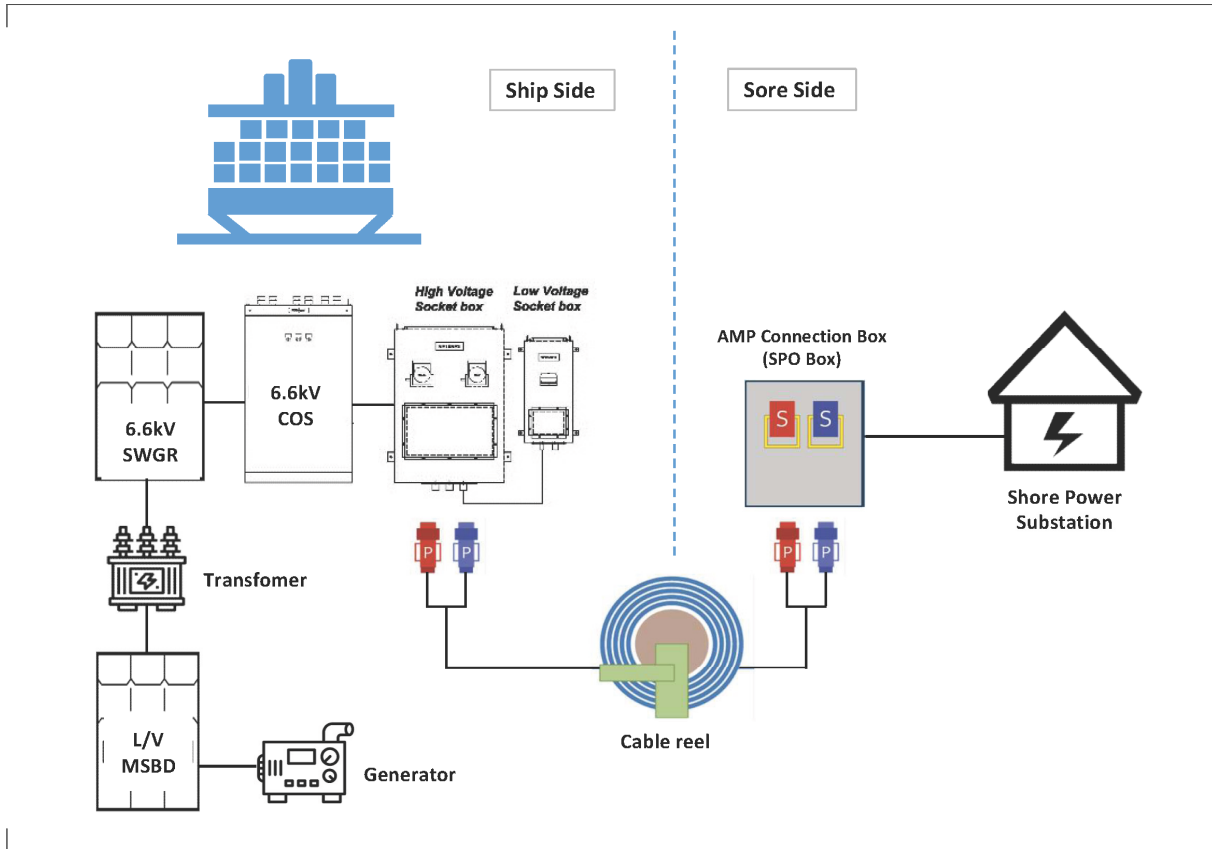 Ship Side
Sore Side
High Voltage
Socket box
Low Voltage
Socket box
6.6kV
SWGR
6.6kV
COS
AMP Connection Box
(SPO Box)
S
S
Shore Power
Substation
P
P
P
P
Transfomer
Cable reel
L/V
MSBD
Generator